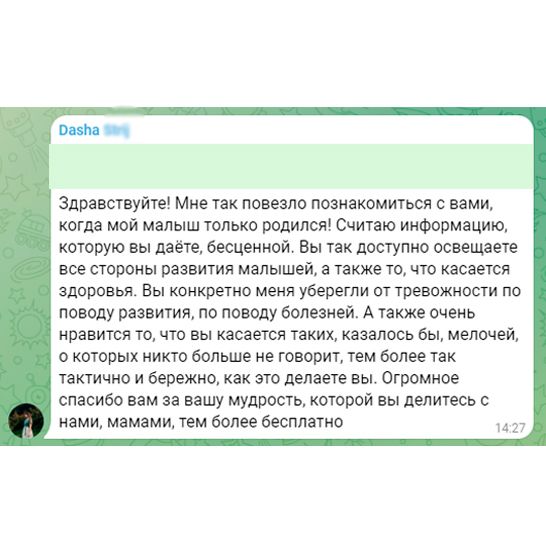 Dasha
Здравствуйте! Мне так повезло познакомиться с вами,
когда мой малыш только родился! Считаю информацию,
которую вы даёте, бесценной. Вы так доступно освещаете
все стороны развития малышей, а также то, что касается
здоровья. Вы конкретно меня уберегли от тревожности по
поводу развития, по поводу болезней. А также очень
нравится то, что вы касается таких, казалось бы, мелочей,
о которых никто больше не говорит, тем более так
тактично и бережно, как это делаете вы. Огромное
спасибо вам за вашу мудрость, которой вы делитесь с
нами, мамами, тем более бесплатно
14:27